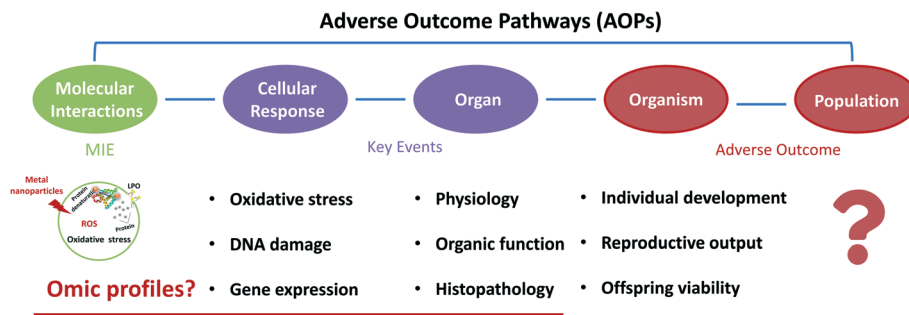 Adverse Outcome Pathways (AOPs)
Molecular
Interactions
Cellular
Response
Organ
Organism
Population
MIE
Key Events
Adverse Outcome
Metal
nanoparticles
Protein
denaturation
LPO
ROS
Protein
Oxidative stress
Omic profiles?
• Oxidative stress
• DNA damage
• Gene expression
• Physiology
• Organic function
• Histopathology
• Individual development
• Reproductive output
• Offspring viability
?